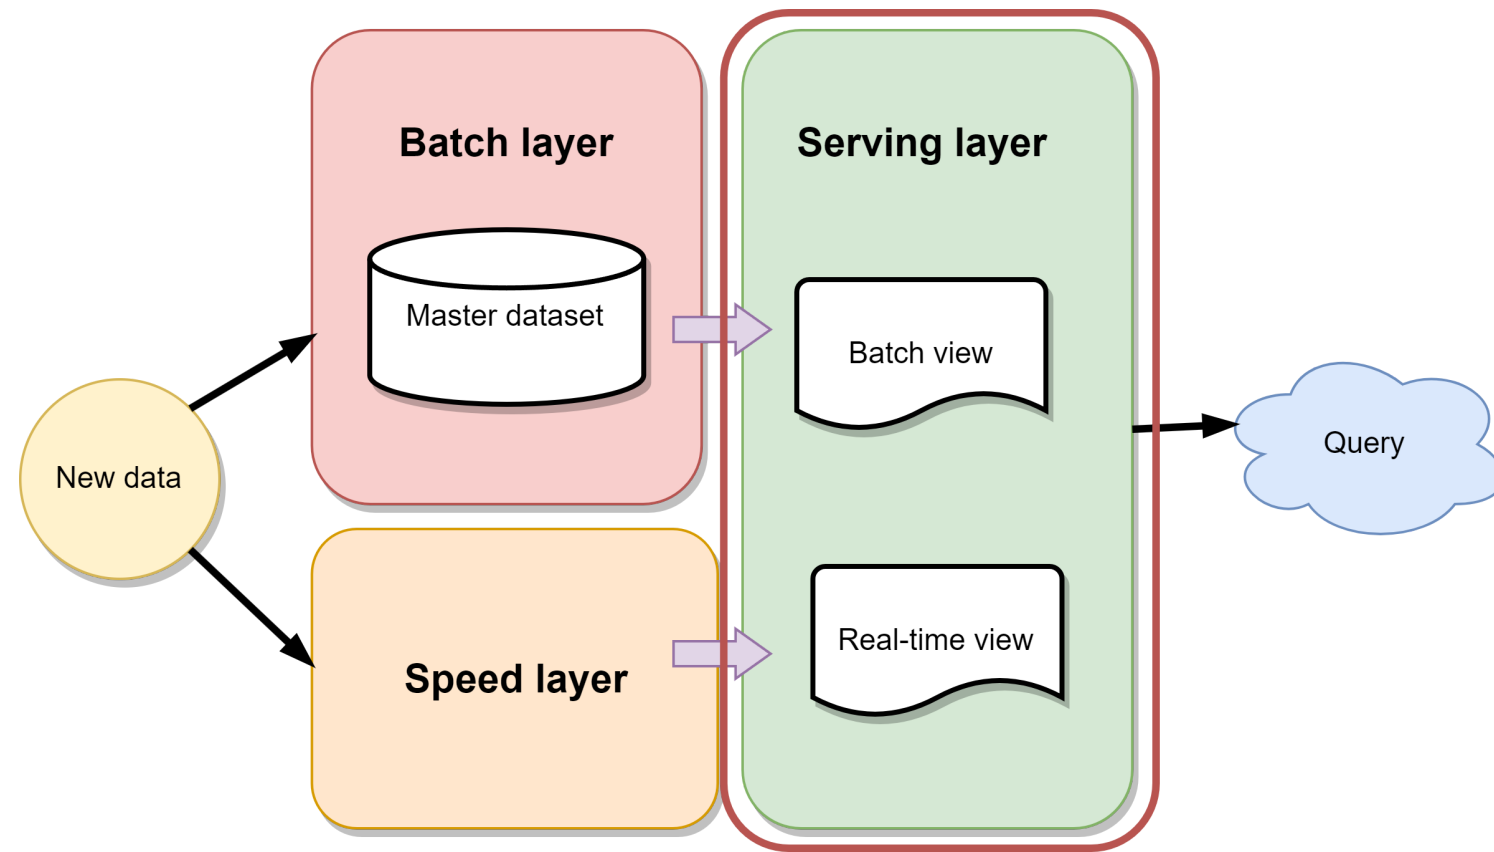 Batch layer
Serving layer
Master dataset
Batch view
New data
Query
Speed layer
Real-time view